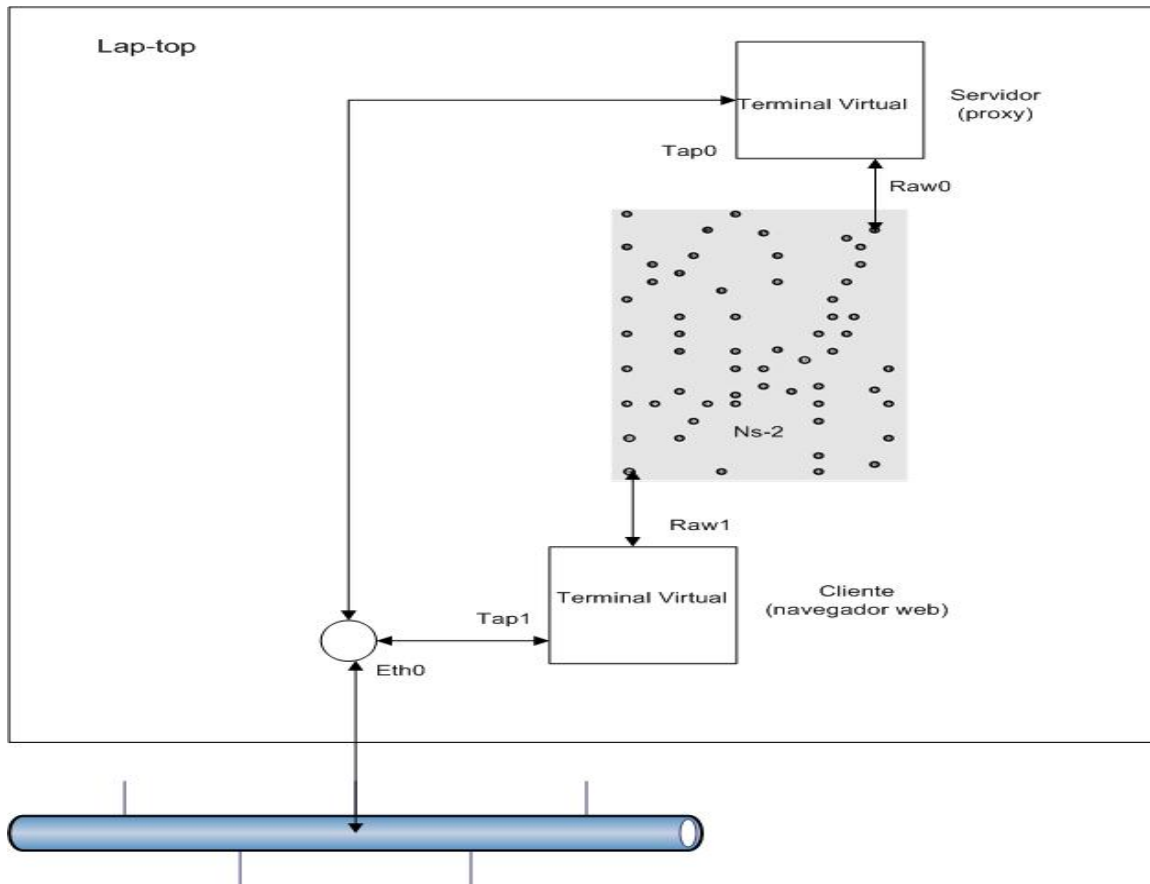 Lap-top
Terminal Virtual
Servidor
(proxy)
Tap0
Raw0
Ns-2
Raw1
Terminal Virtual
Cliente
(navegador web)
Tap1
Eth0